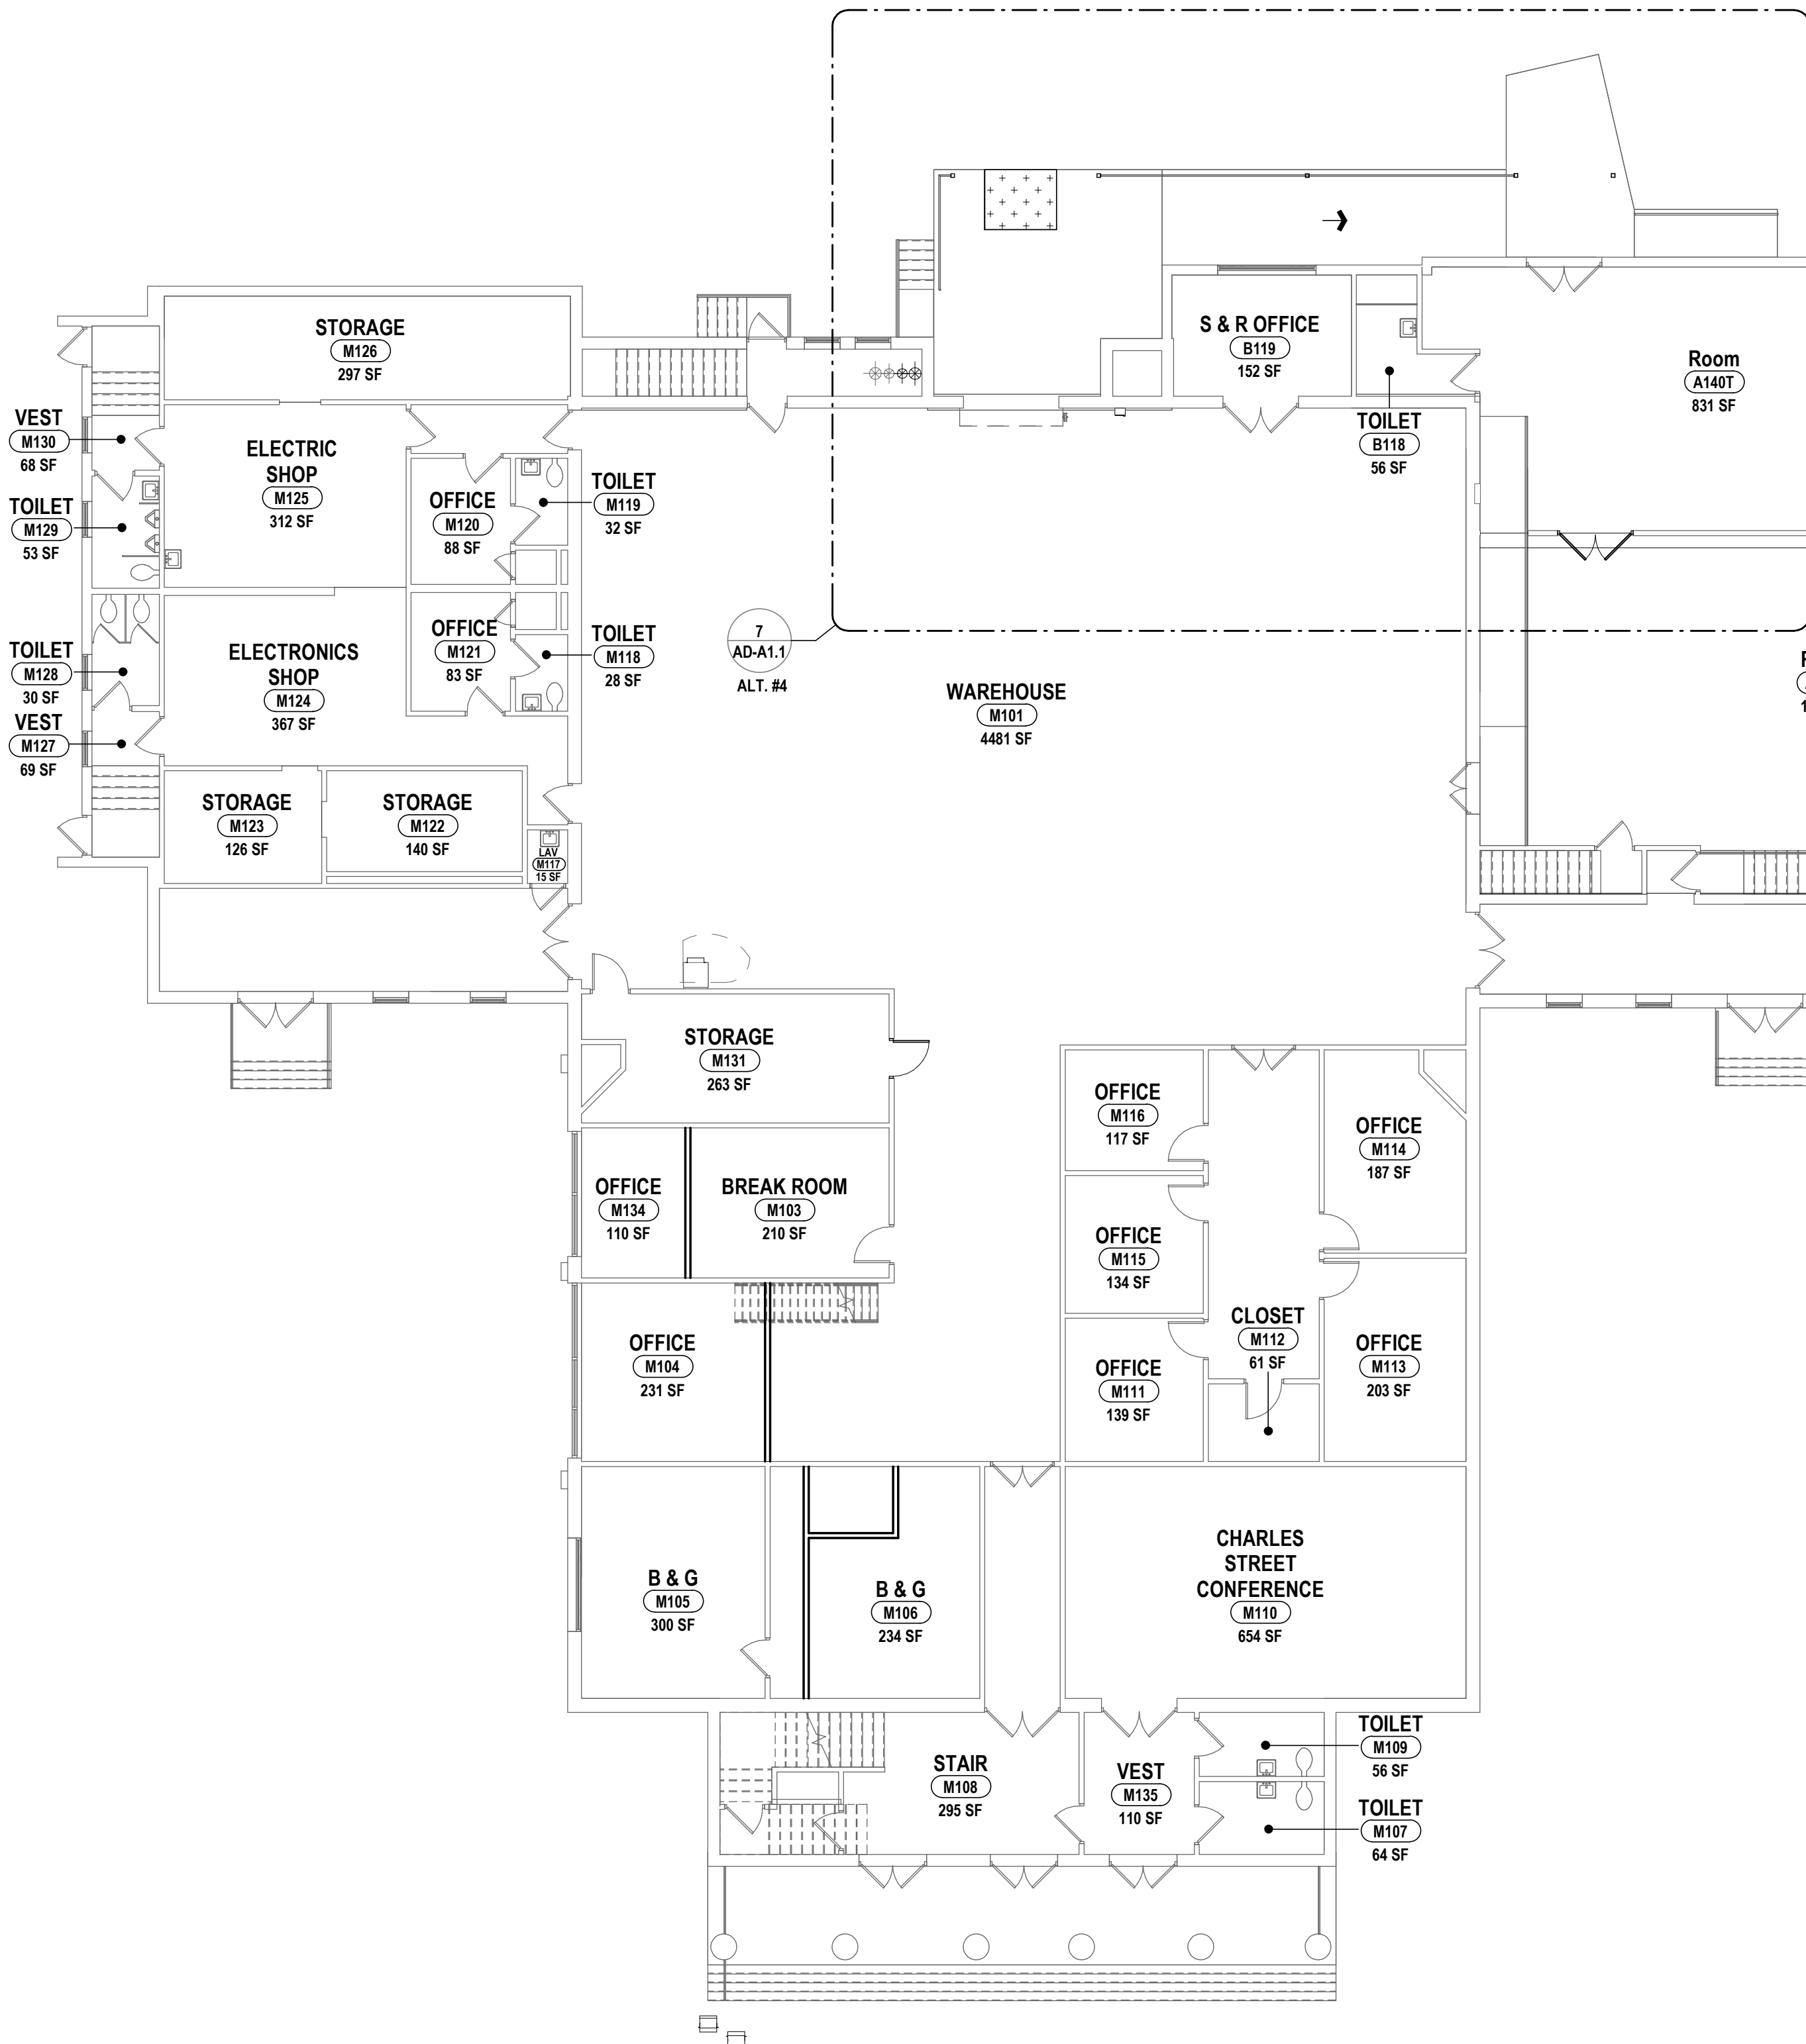 STORAGE
M126
297 SF
S & R OFFICE
B119
152 SF
Room
A140T
831 SF
VEST
M130
68 SF
ELECTRIC
SHOP
M125
312 SF
TOILET
B118
56 SF
TOILET
M129
53 SF
OFFICE
M120
88 SF
TOILET
M119
32 SF
TOILET
M128
30 SF
ELECTRONICS
SHOP
M124
367 SF
OFFICE
M121
83 SF
TOILET
M118
28 SF
7
AD-A1.1
ALT. #4
WAREHOUSE
M101
4481 SF
VEST
M127
69 SF
STORAGE
M123
126 SF
STORAGE
M122
140 SF
LAV
M117
15 SF
STORAGE
M131
263 SF
OFFICE
M116
117 SF
OFFICE
M114
187 SF
OFFICE
M134
110 SF
BREAK ROOM
M103
210 SF
OFFICE
M115
134 SF
OFFICE
M104
231 SF
CLOSET
M112
61 SF
OFFICE
M111
139 SF
OFFICE
M113
203 SF
B & G
M105
300 SF
B & G
M106
234 SF
CHARLES
STREET
CONFERENCE
M110
654 SF
STAIR
M108
295 SF
VEST
M135
110 SF
TOILET
M109
56 SF
TOILET
M107
64 SF